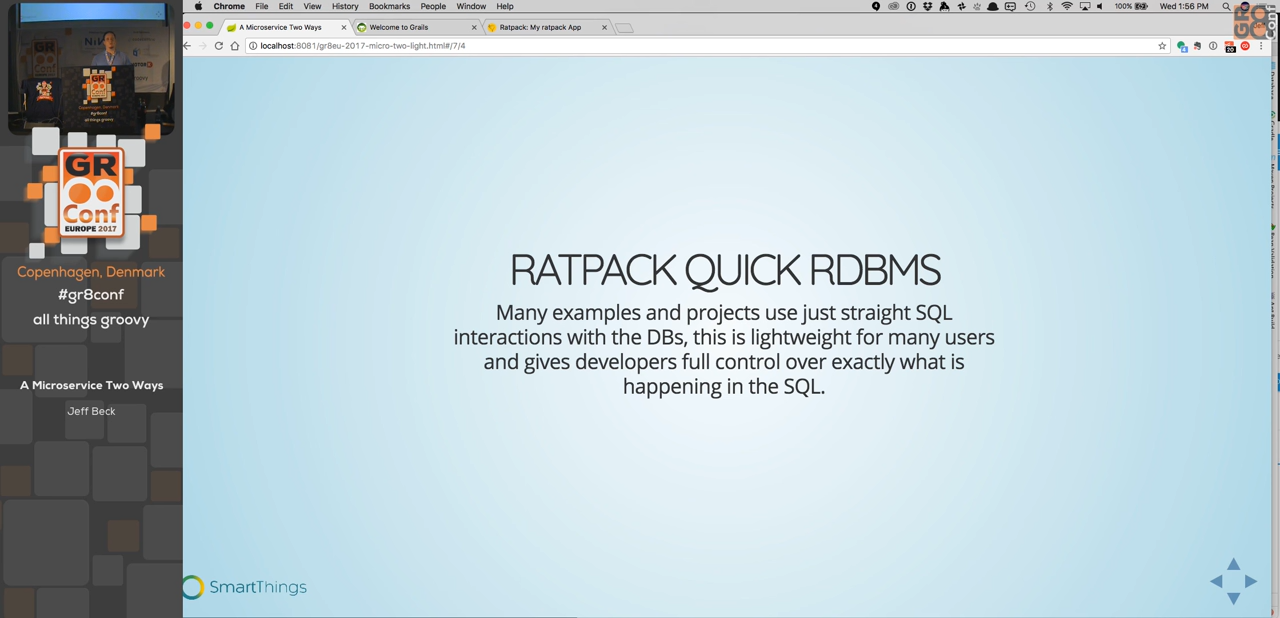 Chrome File Edit View History Bookmarks People Window Help
100% Wed 1:56 PM
A Microservice Two Ways
Welcome to Grails
Ratpack: My ratpack App
localhost:8081/gr8eu-2017-micro-two-light.html#/7/4
20
GR
Conf
EUROPE 2017
Copenhagen, Denmark
#gr8conf
all things groovy
A Microservice Two Ways
Jeff Beck
RATPACK QUICK RDBMS
Many examples and projects use just straight SQL
interactions with the DBs, this is lightweight for many users
and gives developers full control over exactly what is
happening in the SQL.
SmartThings